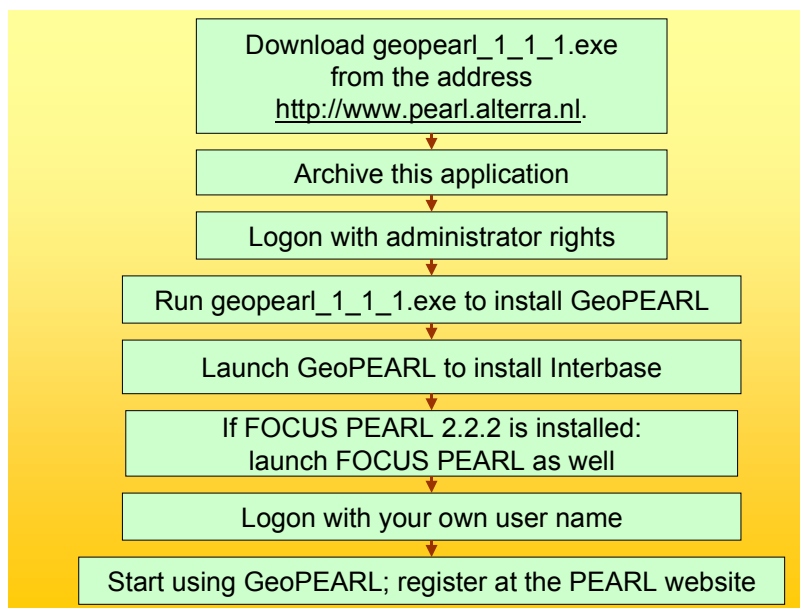 Download geopearl_1_1_1.exe
from the address
http://www.pearl.alterra.nl.
Archive this application
Logon with administrator rights
Run geopearl_1_1_1.exe to install GeoPEARL
Launch GeoPEARL to install Interbase
If FOCUS PEARL 2.2.2 is installed:
launch FOCUS PEARL as well
Logon with your own user name
Start using GeoPEARL; register at the PEARL website